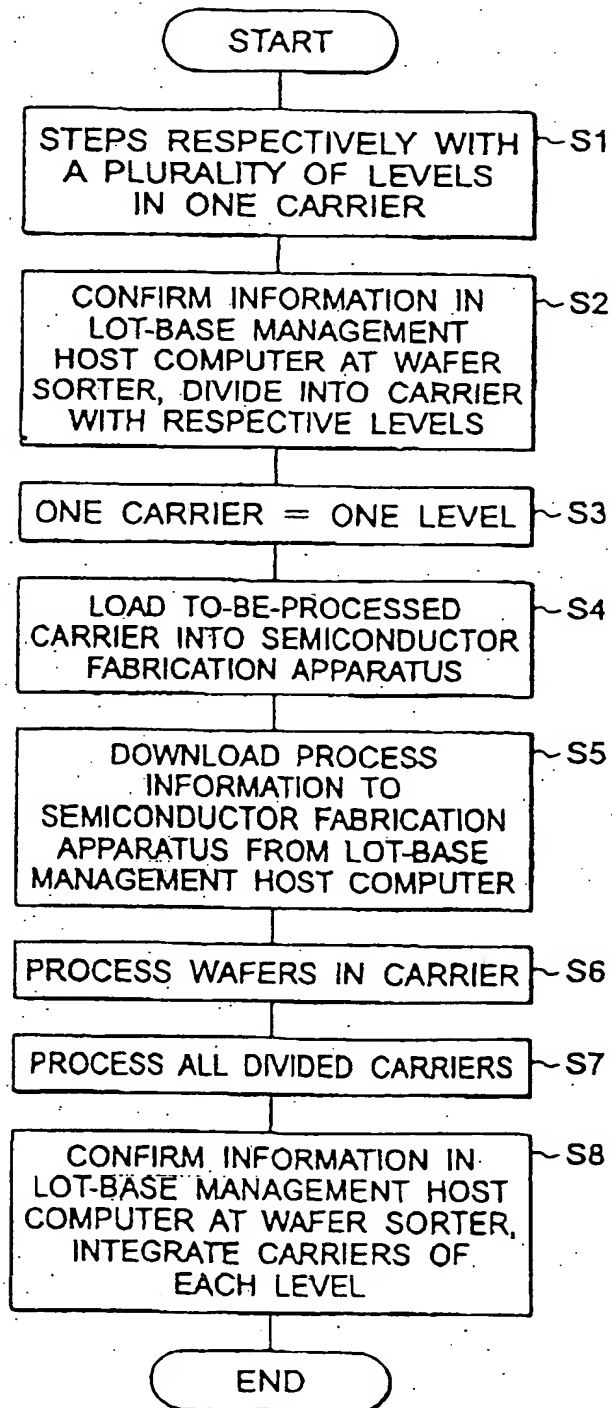 START
STEPS RESPECTIVELY WITH
A PLURALITY OF LEVELS
IN ONE CARRIER
S1
CONFIRM INFORMATION IN
LOT-BASE MANAGEMENT
HOST COMPUTER AT WAFER
SORTER, DIVIDE INTO CARRIER
WITH RESPECTIVE LEVELS
S2
ONE CARRIER = ONE LEVEL
S3
LOAD TO-BE-PROCESSED
CARRIER INTO SEMICONDUCTOR
FABRICATION APPARATUS
S4
DOWNLOAD PROCESS
INFORMATION TO
SEMICONDUCTOR FABRICATION
APPARATUS FROM LOT-BASE
MANAGEMENT HOST COMPUTER
S5
PROCESS WAFERS IN CARRIER
S6
PROCESS ALL DIVIDED CARRIERS
S7
CONFIRM INFORMATION IN
LOT-BASE MANAGEMENT HOST
COMPUTER AT WAFER SORTER,
INTEGRATE CARRIERS OF
EACH LEVEL
S8
END